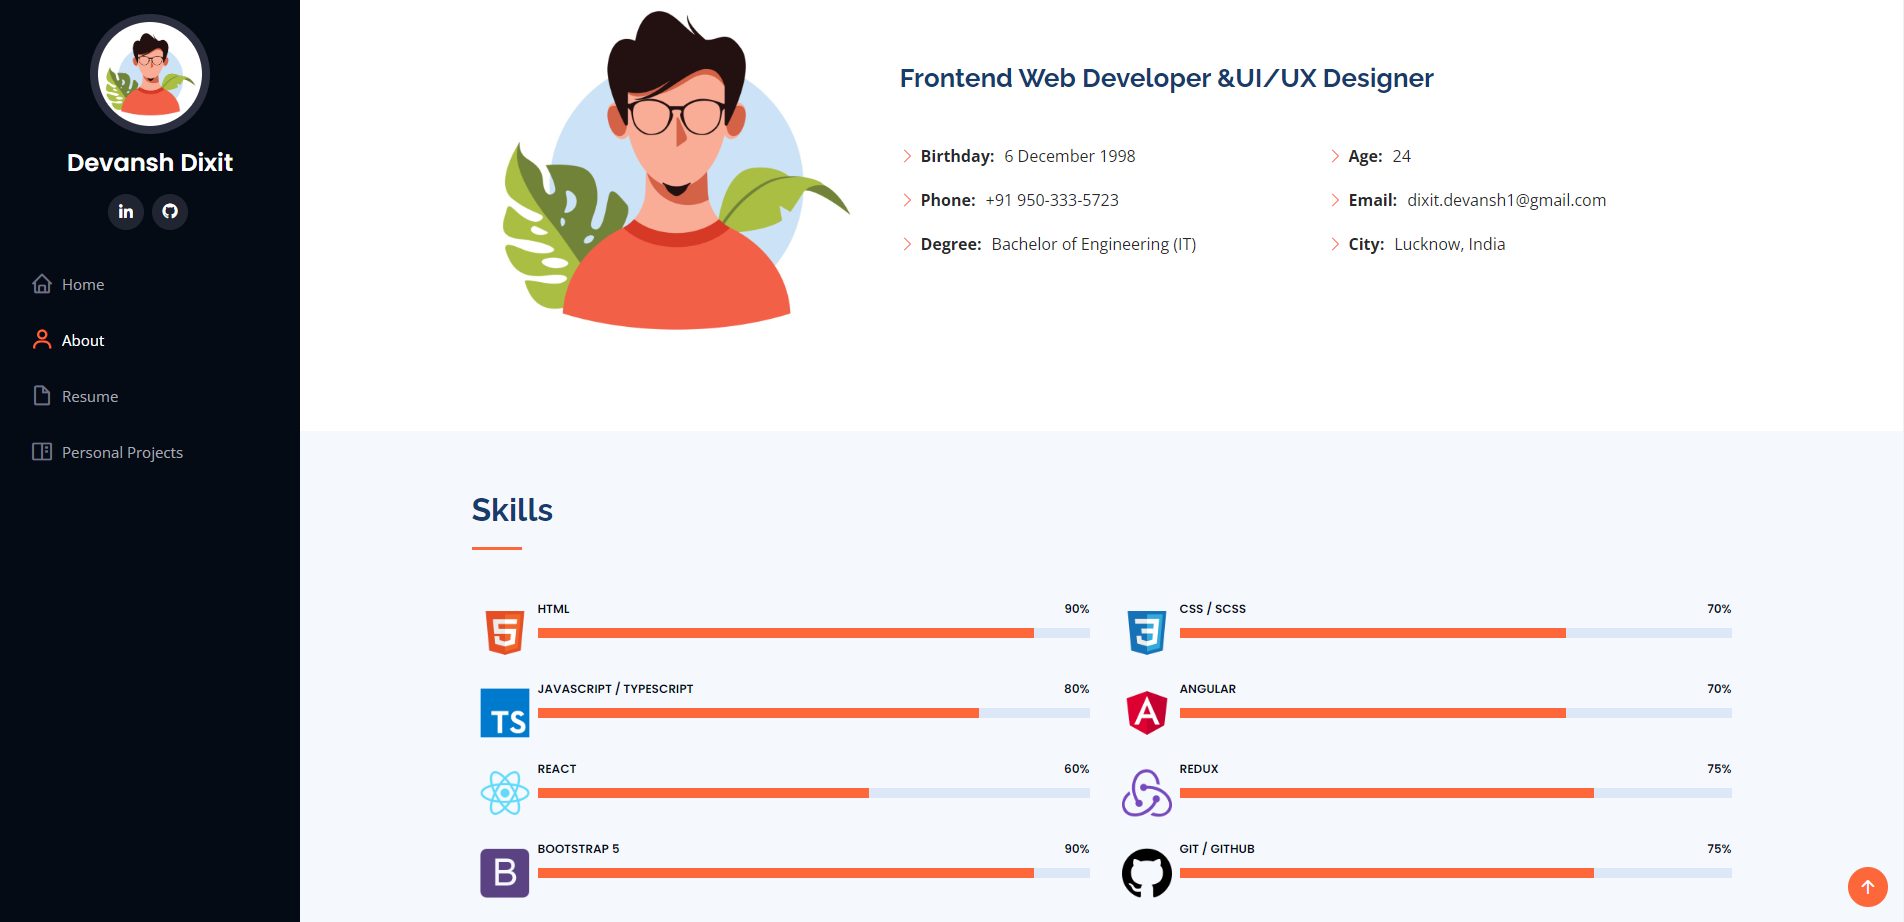 Devansh Dixit
in
Home
About
Resume
Personal Projects
Frontend Web Developer &UI/UX Designer
Birthday: 6 December 1998
Age: 24
Phone: +91 950-333-5723
Email: dixit.devansh1@gmail.com
Degree: Bachelor of Engineering (IT)
City: Lucknow, India
Skills
HTML 90%
CSS / SCSS 70%
JAVASCRIPT / TYPESCRIPT 80%
TS
ANGULAR 70%
A
REACT 60%
REDUX 75%
BOOTSTRAP 5 90%
B
GIT / GITHUB 75%